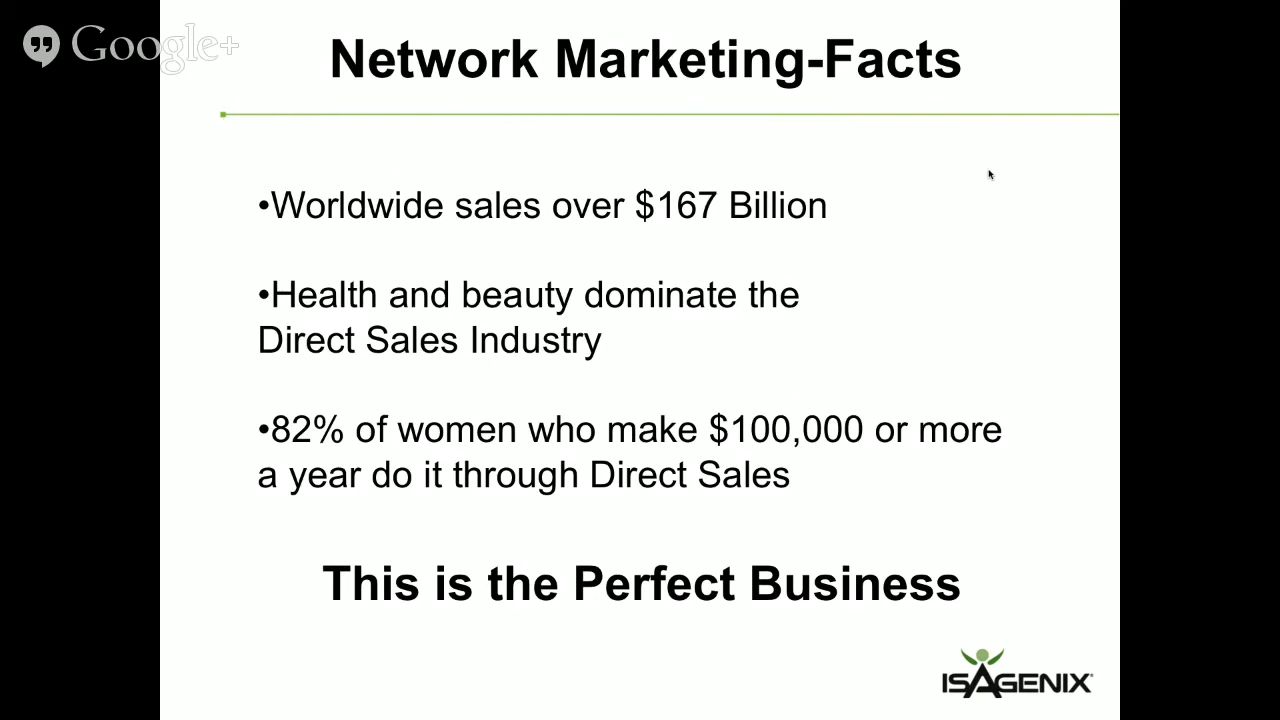 Google+
Network Marketing-Facts
•Worldwide sales over $167 Billion
•Health and beauty dominate the
Direct Sales Industry
•82% of women who make $100,000 or more
a year do it through Direct Sales
This is the Perfect Business
ISAGENIX